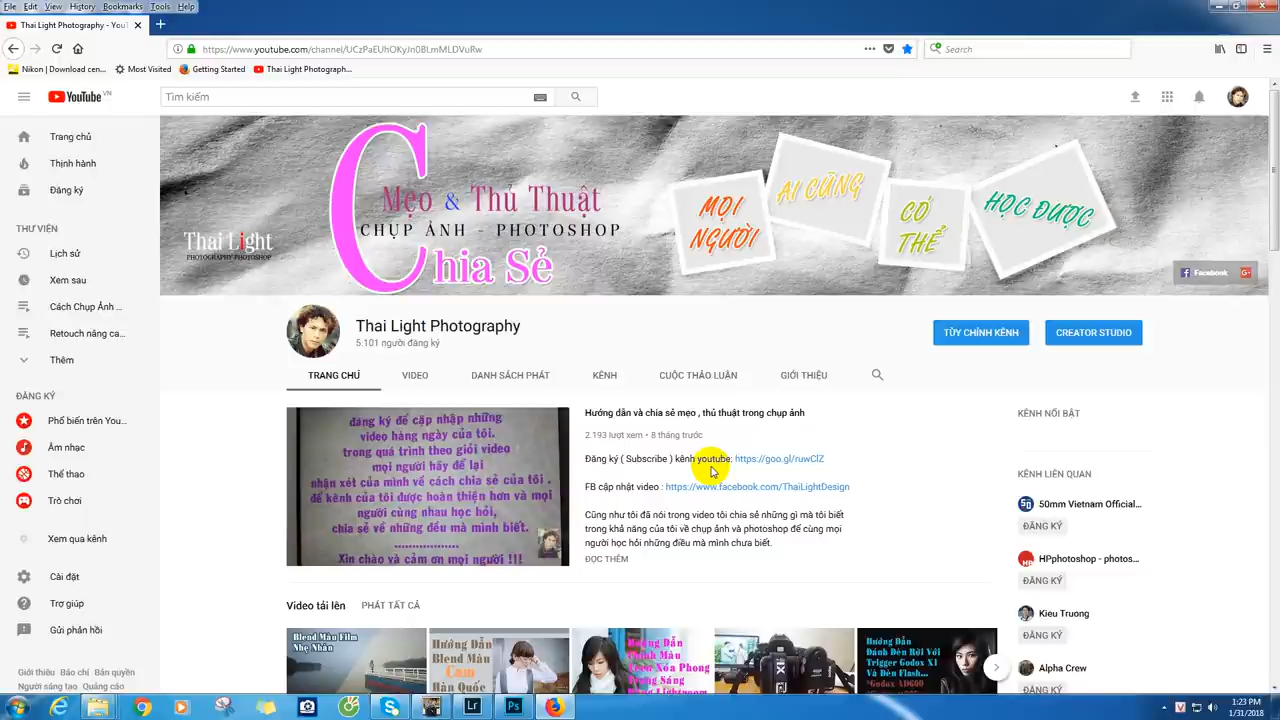 File Edit View History Bookmarks Tools Help
Thai Light Photography - YouT
https://www.youtube.com/channel/UCzPaEUhOKyJn0BLmMLDVuRw
Search
Nikon | Download cen...
Most Visited
Getting Started
Thai Light Photograph...
YouTube VN
Tìm kiếm
Trang chủ
Thịnh hành
Đăng ký
THƯ VIỆN
Lịch sử
Xem sau
Cách Chụp Ảnh ...
Retouch nâng ca...
Thêm
ĐĂNG KÝ
Phổ biến trên You...
Âm nhạc
Thể thao
Trò chơi
Xem qua kênh
Cài đặt
Trợ giúp
Gửi phản hồi
Giới thiệu Báo chí Bản quyền
Người sáng tạo Quảng cáo
Thai Light
PHOTOGRAPHY-PHOTOSHOP
Mẹo & Thủ Thuật
CHỤP ẢNH - PHOTOSHOP
Chia Sẻ
MỌI
NGƯỜI
AI CŨNG
CÓ
THỂ
HỌC ĐƯỢC
Facebook
G+
Thai Light Photography
5.101 người đăng ký
TÙY CHỈNH KÊNH
CREATOR STUDIO
TRANG CHỦ
VIDEO
DANH SÁCH PHÁT
KÊNH
CUỘC THẢO LUẬN
GIỚI THIỆU
đăng ký để cập nhập những
video hàng ngày của tôi.
trong quá trình theo giỏi video
mọi người hãy để lại
nhận xét của mình về cách chia sẻ của tôi .
để kênh của tôi được hoàn thiện hơn và mọi
người cùng nhau học hỏi,
chia sẻ về những đều mà mình biết.
..................
Xin chào và cảm ơn mọi người !!!
Hướng dẫn và chia sẻ mẹo , thủ thuật trong chụp ảnh
2.193 lượt xem • 8 tháng trước
Đăng ký ( Subscribe ) kênh youtube: https://goo.gl/ruwClZ
FB cập nhật video : https://www.facebook.com/ThaiLightDesign
Cũng như tôi đã nói trong video tôi chia sẻ những gì mà tôi biết
trong khả năng của tôi về chụp ảnh và photoshop để cùng mọi
người học hỏi những điều mà mình chưa biết.
ĐỌC THÊM
KÊNH NỔI BẬT
KÊNH LIÊN QUAN
50mm Vietnam Official...
ĐĂNG KÝ
HPphotoshop - photos...
ĐĂNG KÝ
Kieu Truong
ĐĂNG KÝ
Alpha Crew
ĐĂNG KÝ
Video tải lên
PHÁT TẤT CẢ
Blend Màu Film
Nhẹ Nhàn
Hướng Dẫn
Blend Màu
Cam
Hàn Quốc
Hướng Dẫn
Chỉnh Màu
Trong Sáng
Hướng Dẫn
Đánh Đèn Rời Với
Trigger Godox X1
Và Đèn Flash...
Godox AD600
Lr
Ps
V
1:23 PM
1/31/2018